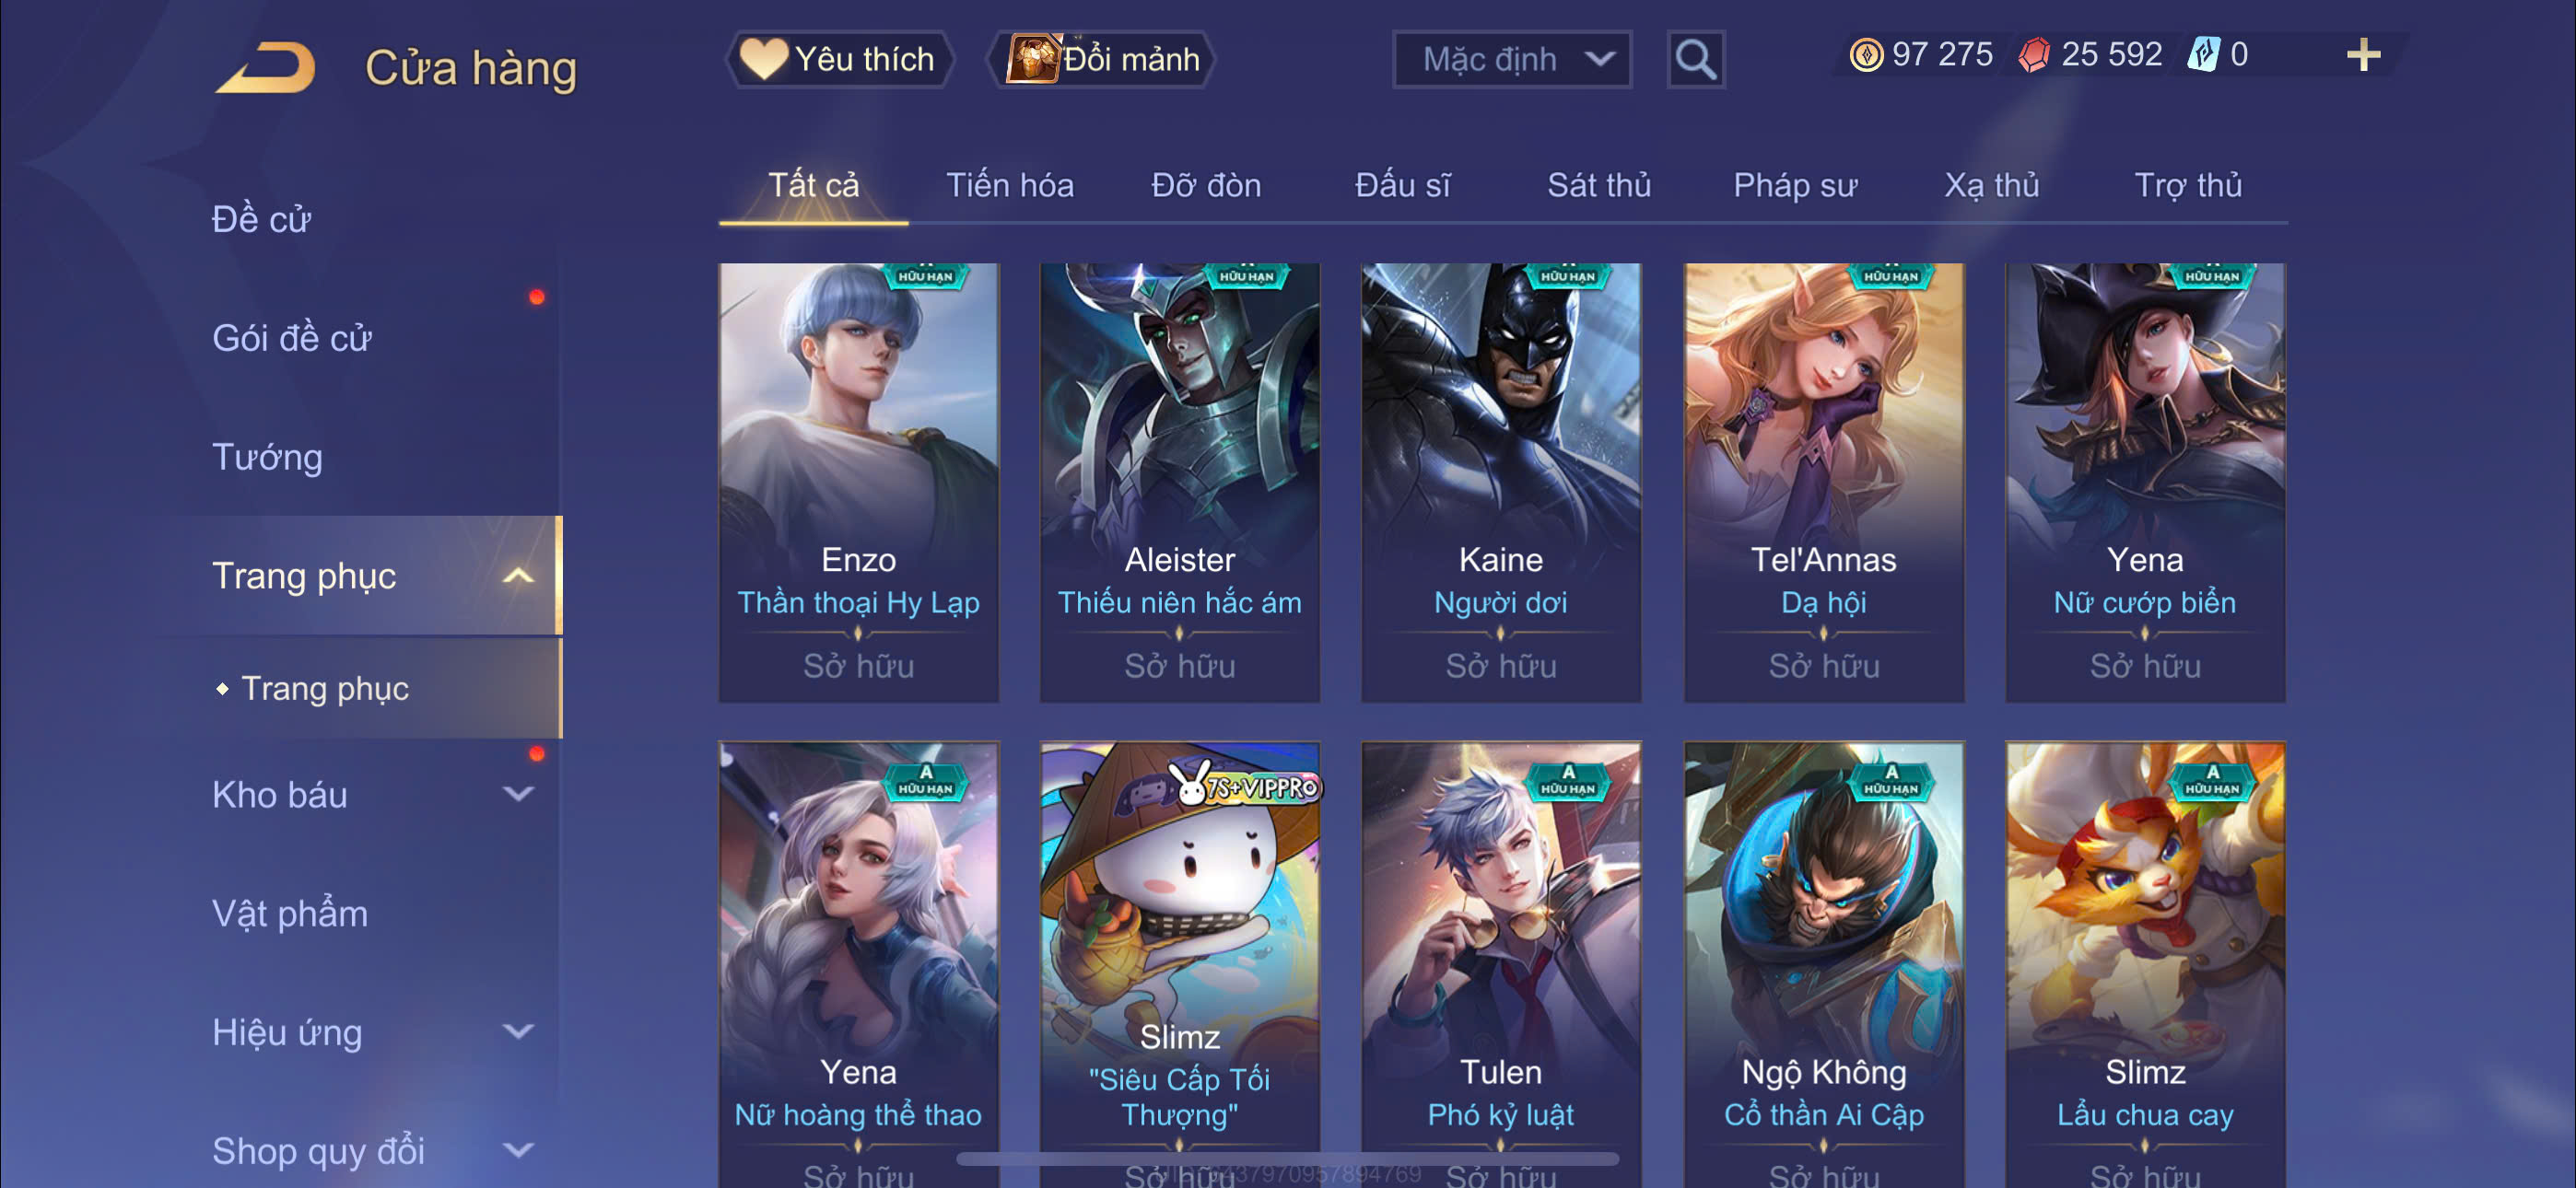 Cửa hàng
Yêu thích
Đổi mảnh
Mặc định
97 275
25 592
0
Tất cả
Tiến hóa
Đỡ đòn
Đấu sĩ
Sát thủ
Pháp sư
Xạ thủ
Trợ thủ
Đề cử
Gói đề cử
Tướng
Trang phục
Trang phục
Kho báu
Vật phẩm
Hiệu ứng
Shop quy đổi
HỮU HẠN
Enzo
Thần thoại Hy Lạp
Sở hữu
HỮU HẠN
Aleister
Thiếu niên hắc ám
Sở hữu
HỮU HẠN
Kaine
Người dơi
Sở hữu
HỮU HẠN
Tel'Annas
Dạ hội
Sở hữu
HỮU HẠN
Yena
Nữ cướp biển
Sở hữu
A
HỮU HẠN
Yena
Nữ hoàng thể thao
Sở hữu
7S+VIPPRO
Slimz
"Siêu Cấp Tối
Thượng"
Sở hữu
A
HỮU HẠN
Tulen
Phó kỷ luật
Sở hữu
A
HỮU HẠN
Ngộ Không
Cổ thần Ai Cập
Sở hữu
A
HỮU HẠN
Slimz
Lẩu chua cay
Sở hữu